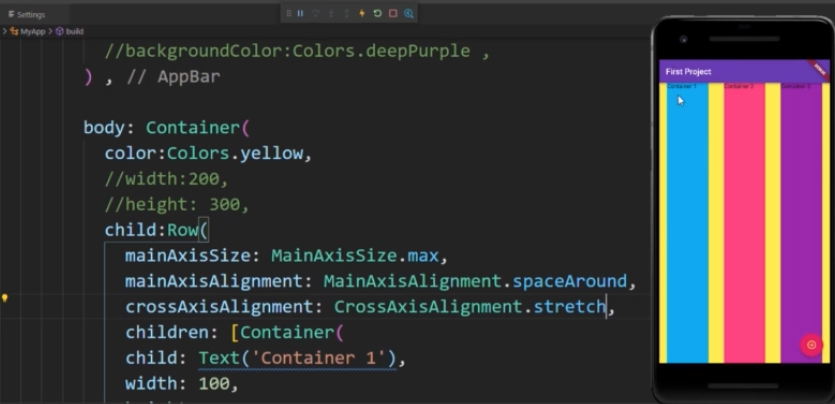 Settings
MyApp > build
//backgroundColor:Colors.deepPurple ,
) , // AppBar
body: Container(
color:Colors.yellow,
//width:200,
//height: 300,
child:Row(
mainAxisSize: MainAxisSize.max,
mainAxisAlignment: MainAxisAlignment.spaceAround,
crossAxisAlignment: CrossAxisAlignment.stretch,
children: [Container(
child: Text('Container 1'),
width: 100,
First Project
Container 1
Container 2
Container 3